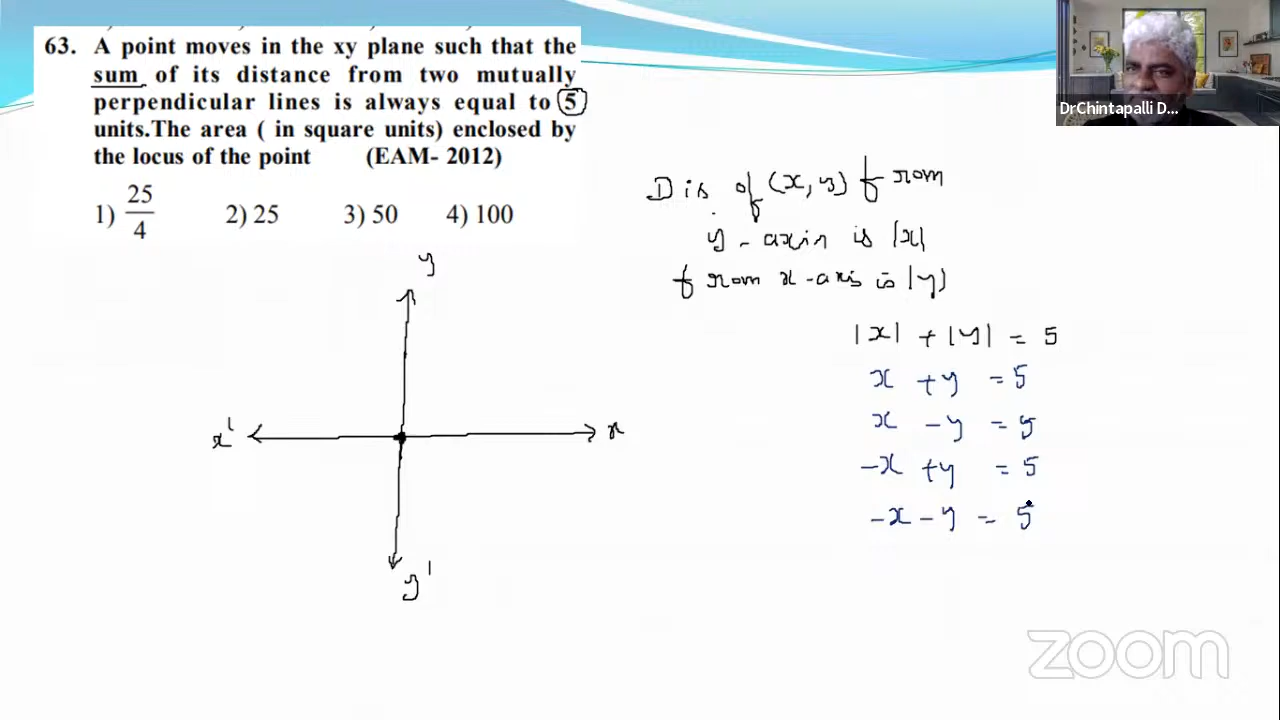 63. A point moves in the xy plane such that the
sum of its distance from two mutually
perpendicular lines is always equal to 5
units.The area ( in square units) enclosed by
the locus of the point (EAM- 2012)
1) 25/4 2) 25 3) 50 4) 100
DrChintapalli D...
Dis of (x, y) from
y - axis is |x|
from x - axis is |y|
|x| + |y| = 5
x + y = 5
x - y = 5
-x + y = 5
-x - y = 5
y
x'
x
y'
zoom